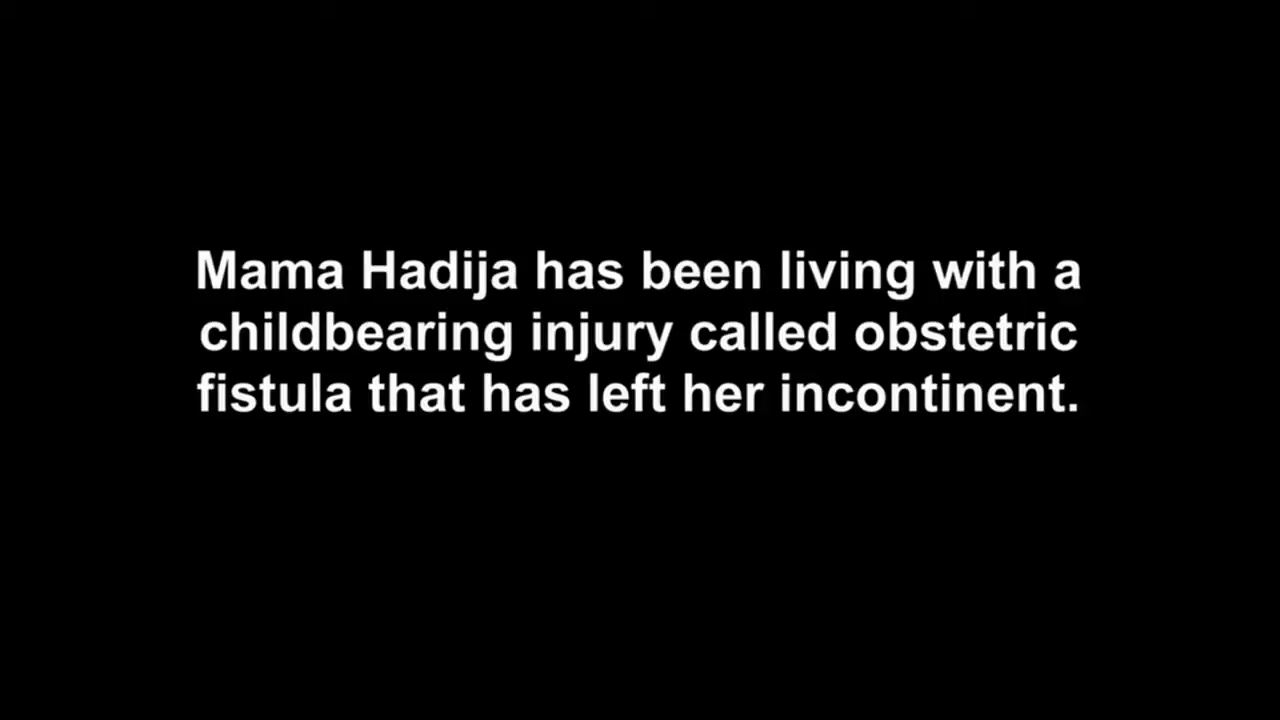 Mama Hadija has been living with a
childbearing injury called obstetric
fistula that has left her incontinent.